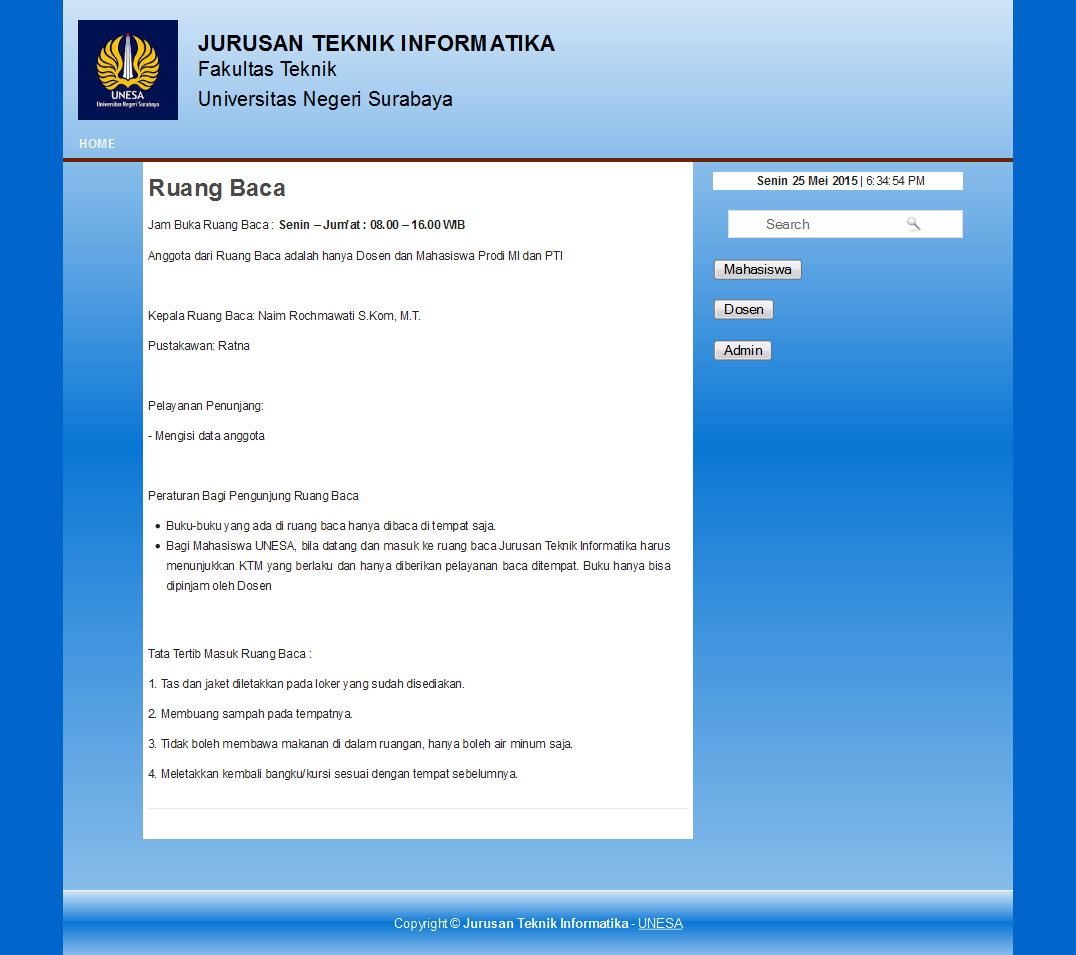 UNESA
Universitas Negeri Surabaya
JURUSAN TEKNIK INFORMATIKA
Fakultas Teknik
Universitas Negeri Surabaya
HOME
Ruang Baca
Jam Buka Ruang Baca : Senin – Jum'at : 08.00 – 16.00 WIB
Anggota dari Ruang Baca adalah hanya Dosen dan Mahasiswa Prodi MI dan PTI
Kepala Ruang Baca: Naim Rochmawati S.Kom, M.T.
Pustakawan: Ratna
Pelayanan Penunjang:
- Mengisi data anggota
Peraturan Bagi Pengunjung Ruang Baca
• Buku-buku yang ada di ruang baca hanya dibaca di tempat saja.
• Bagi Mahasiswa UNESA, bila datang dan masuk ke ruang baca Jurusan Teknik Informatika harus
menunjukkan KTM yang berlaku dan hanya diberikan pelayanan baca ditempat. Buku hanya bisa
dipinjam oleh Dosen
Tata Tertib Masuk Ruang Baca :
1. Tas dan jaket diletakkan pada loker yang sudah disediakan.
2. Membuang sampah pada tempatnya.
3. Tidak boleh membawa makanan di dalam ruangan, hanya boleh air minum saja.
4. Meletakkan kembali bangku/kursi sesuai dengan tempat sebelumnya.
Senin 25 Mei 2015 | 6:34:54 PM
Search
Mahasiswa
Dosen
Admin
Copyright © Jurusan Teknik Informatika - UNESA